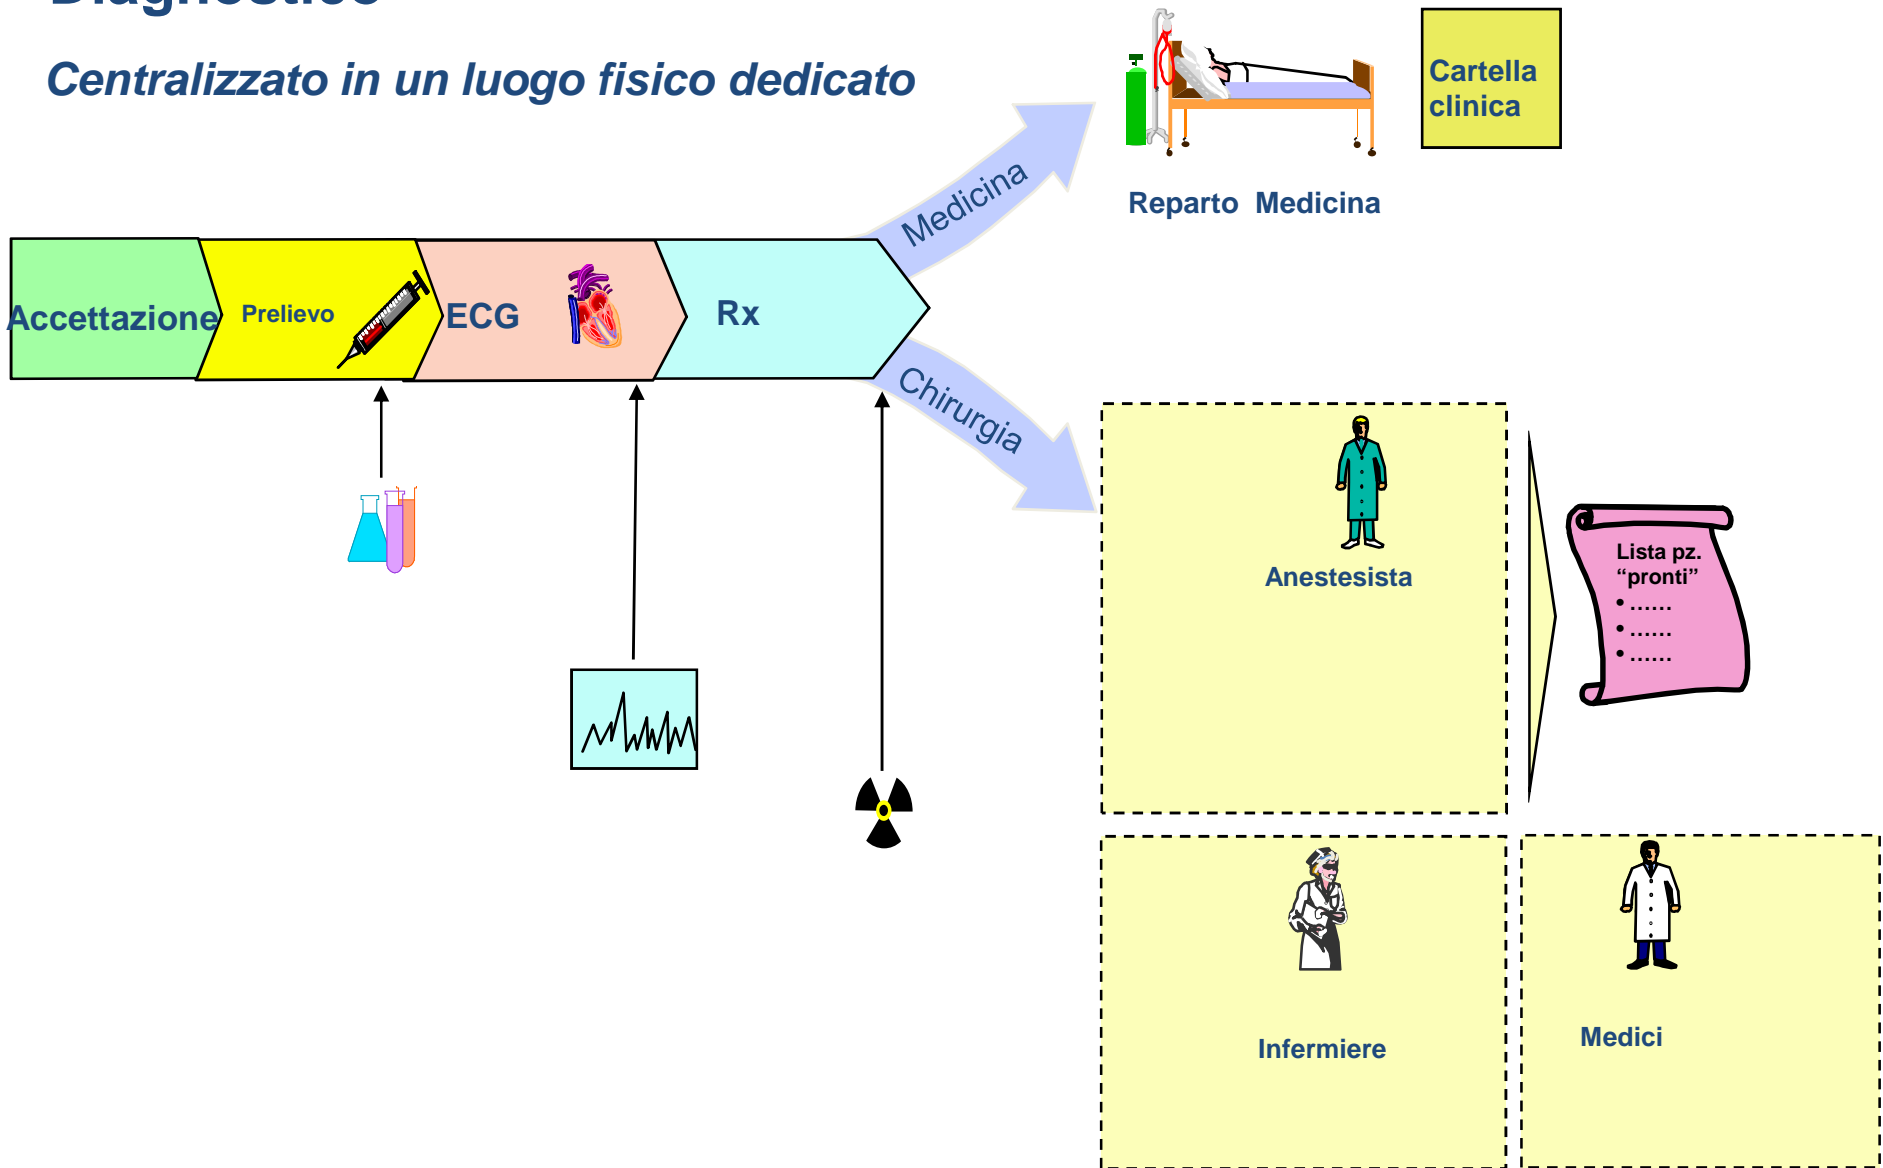 Diagnostico
Centralizzato in un luogo fisico dedicato
Cartella
clinica
Medicina
Reparto Medicina
Accettazione
Prelievo
ECG
Rx
Chirurgia
Anestesista
Lista pz.
“pronti”
• ......
• ......
• ......
Infermiere
Medici